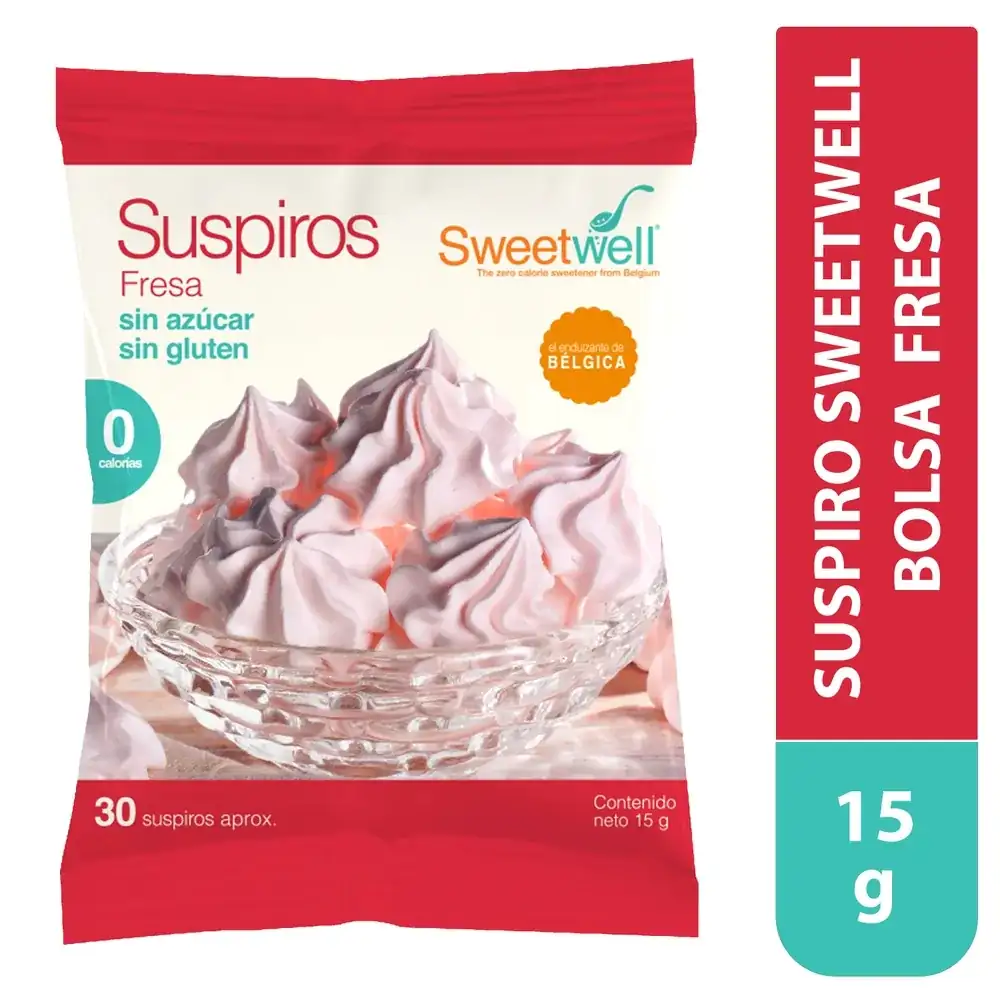 Suspiros
Fresa
sin azúcar
sin gluten
Sweetwell®
The zero calorie sweetener from Belgium
el endulzante de
BÉLGICA
0
calorías
30 suspiros aprox.
Contenido
neto 15 g
SUSPIRO SWEETWELL
BOLSA FRESA
15
g